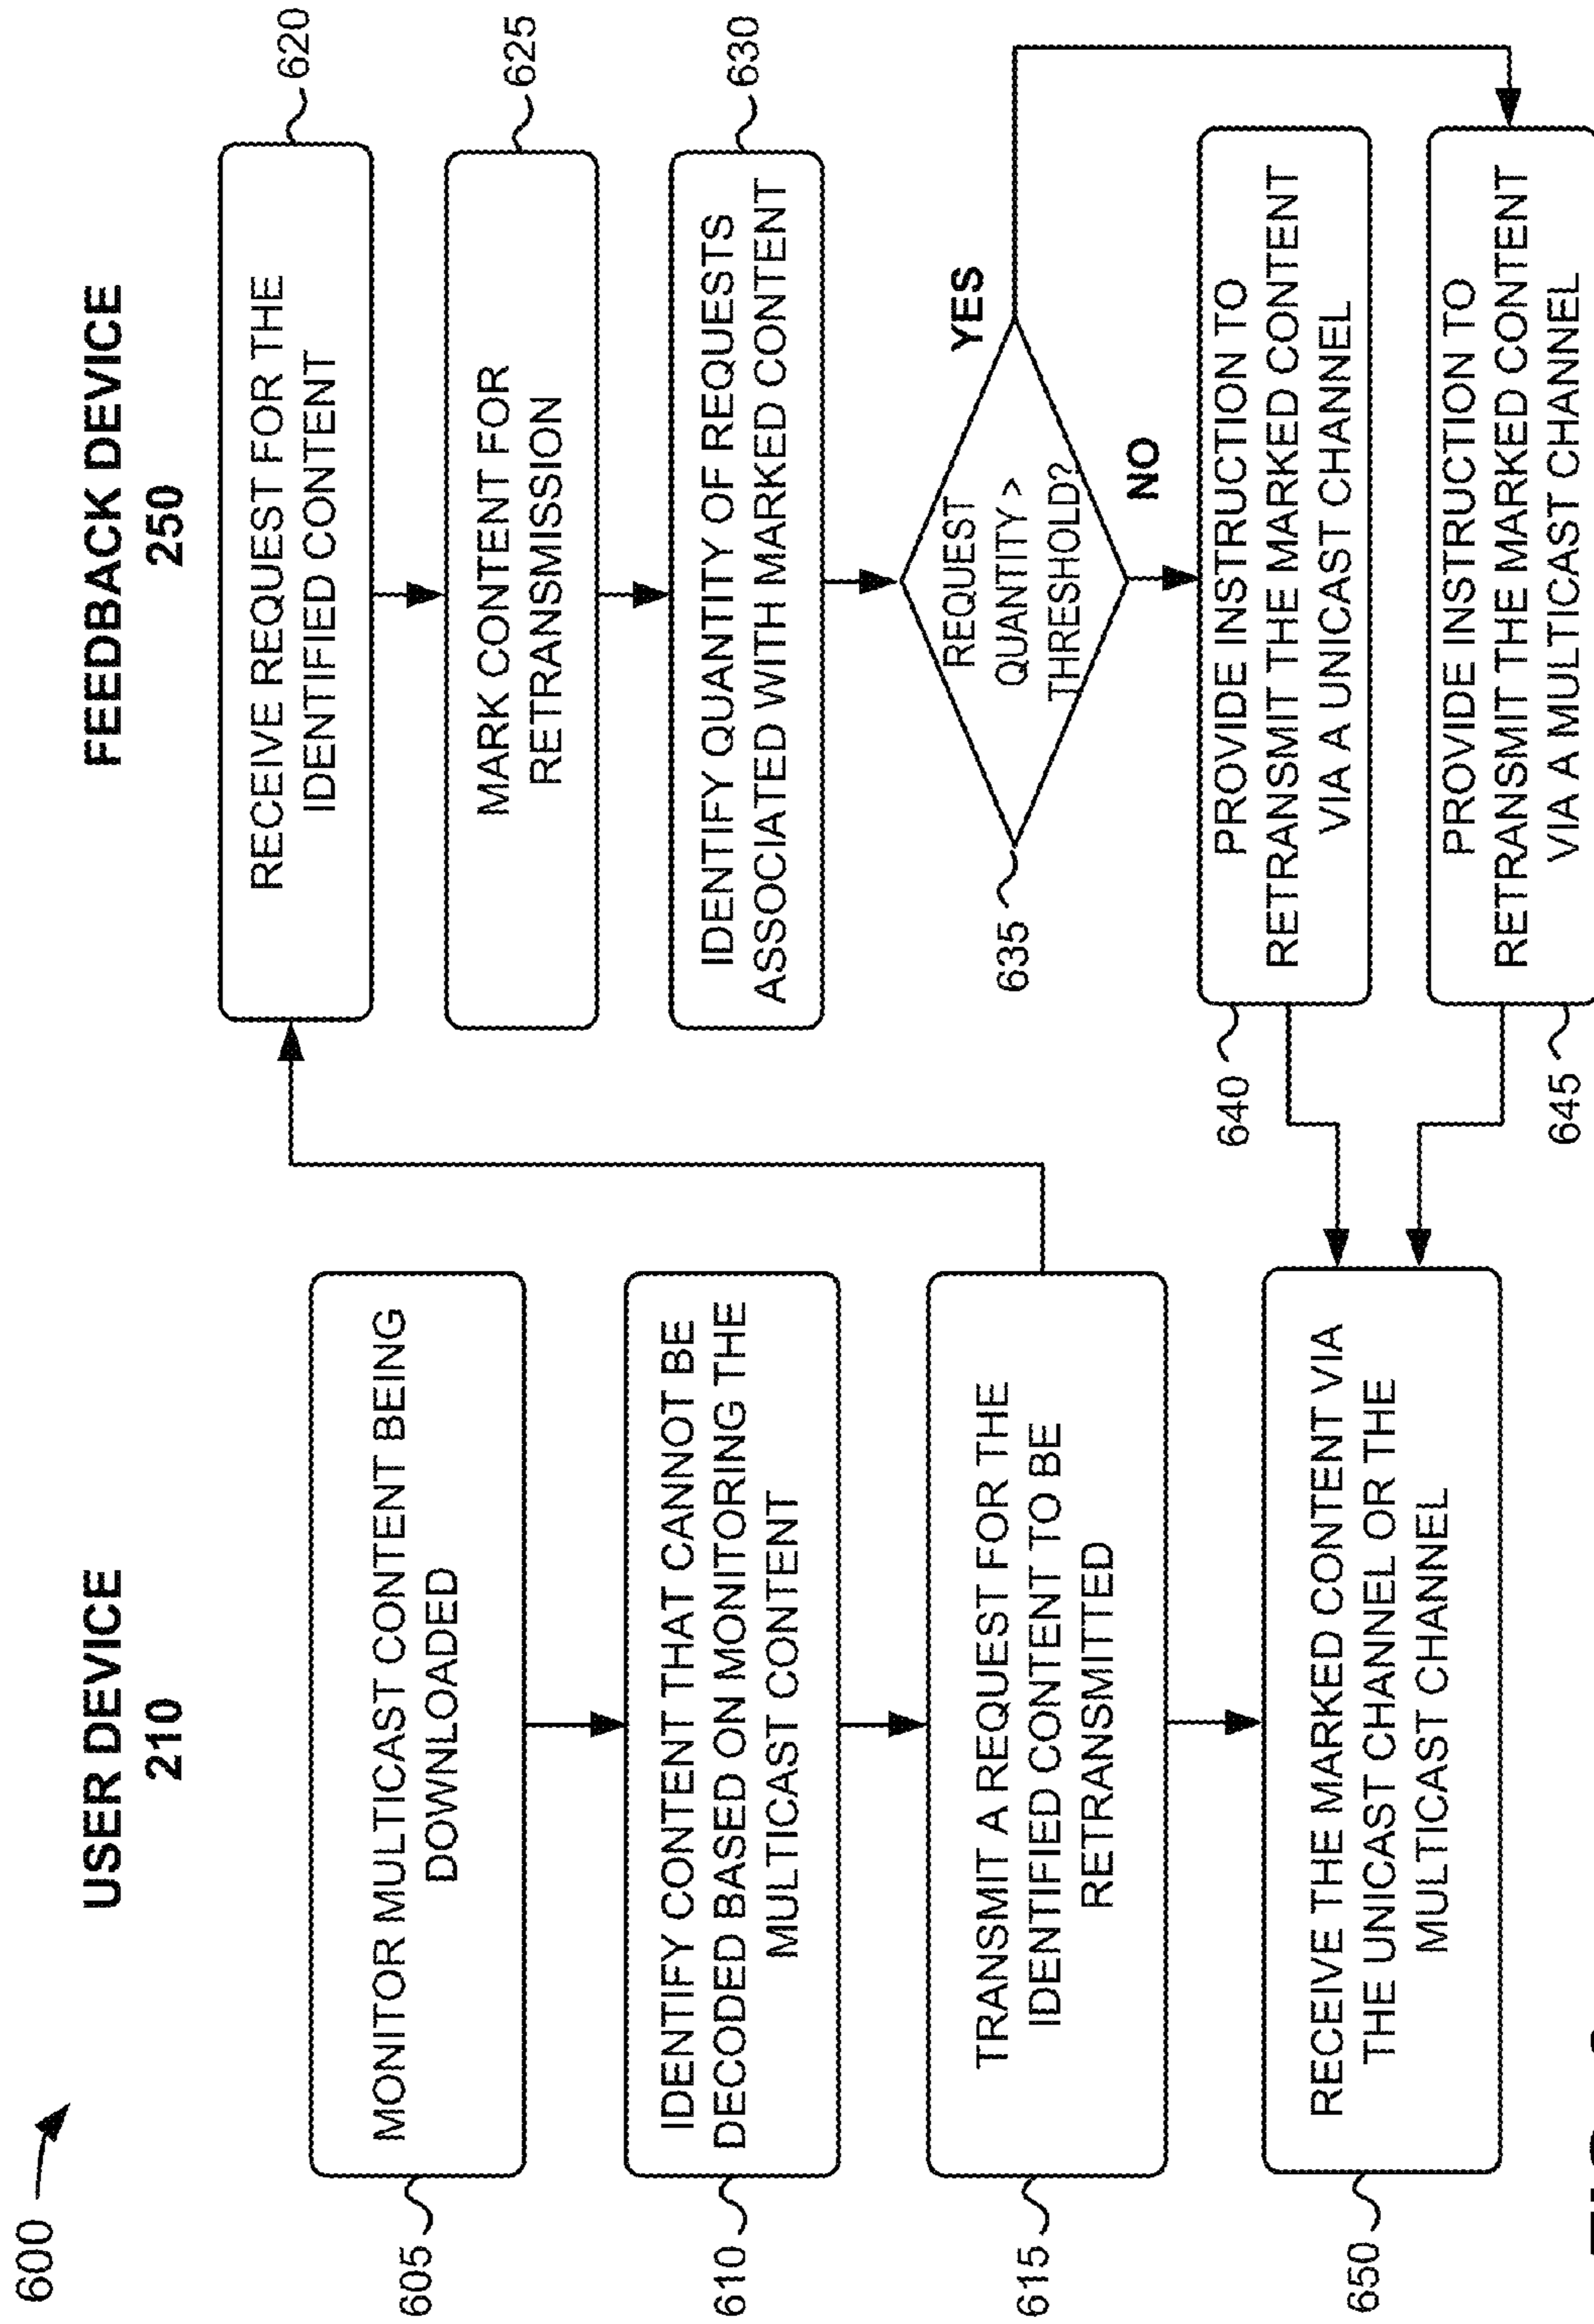 600
USER DEVICE
210
605
MONITOR MULTICAST CONTENT BEING
DOWNLOADED
610
IDENTIFY CONTENT THAT CANNOT BE
DECODED BASED ON MONITORING THE
MULTICAST CONTENT
615
TRANSMIT A REQUEST FOR THE
IDENTIFIED CONTENT TO BE
RETRANSMITTED
650
RECEIVE THE MARKED CONTENT VIA
THE UNICAST CHANNEL OR THE
MULTICAST CHANNEL
FEEDBACK DEVICE
250
RECEIVE REQUEST FOR THE
IDENTIFIED CONTENT
620
MARK CONTENT FOR
RETRANSMISSION
625
IDENTIFY QUANTITY OF REQUESTS
ASSOCIATED WITH MARKED CONTENT
630
635
REQUEST
QUANTITY >
THRESHOLD?
YES
NO
640
PROVIDE INSTRUCTION TO
RETRANSMIT THE MARKED CONTENT
VIA A UNICAST CHANNEL
645
PROVIDE INSTRUCTION TO
RETRANSMIT THE MARKED CONTENT
VIA A MULTICAST CHANNEL